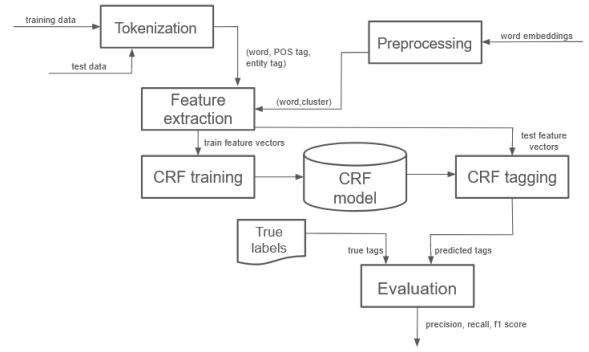 training data
Tokenization
test data
(word, POS tag,
entity tag)
Preprocessing
word embeddings
Feature
extraction
(word,cluster)
train feature vectors
test feature
vectors
CRF training
CRF
model
CRF tagging
True
labels
true tags
predicted tags
Evaluation
precision, recall, f1 score